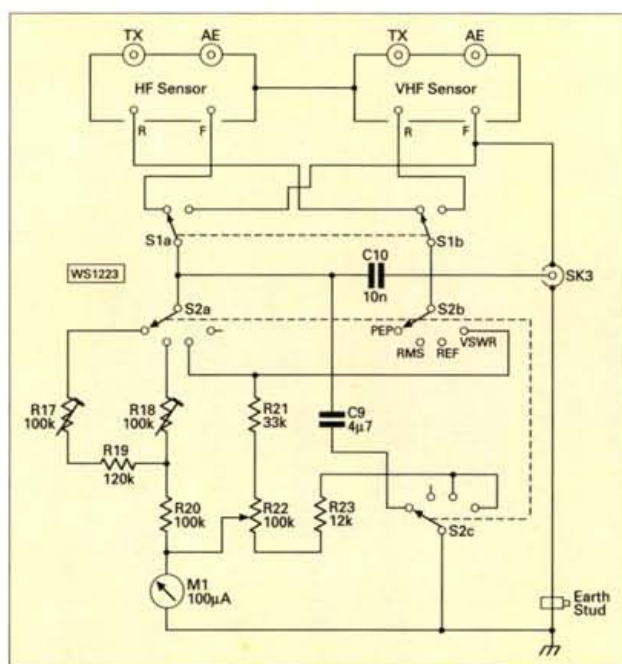 TX AE TX AE
HF Sensor VHF Sensor
R F R F
S1a S1b
C10
10n
WS1223
SK3
S2a S2b
PEP VSWR
RMS REF
R17
100k
R18
100k
R21
33k
C9
4µ7
R19
120k
R20
100k
R22
100k
R23
12k
S2c
M1
100µA
Earth
Stud